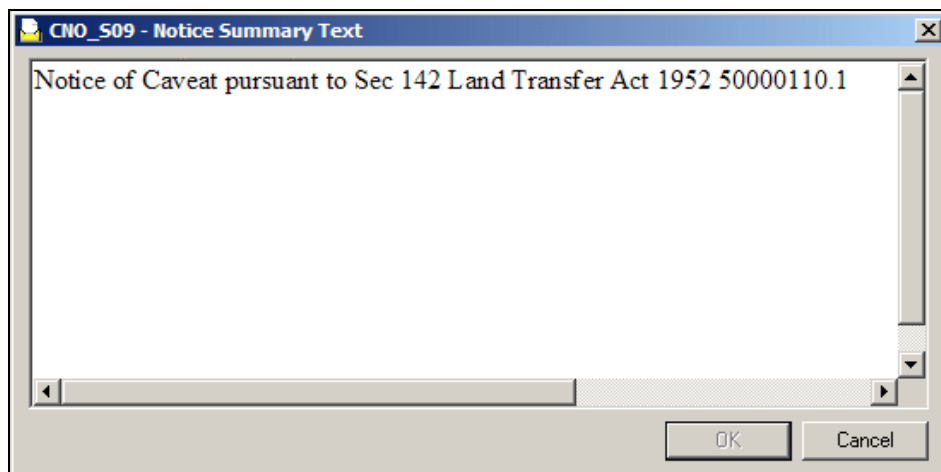 CNO_S09 - Notice Summary Text
Notice of Caveat pursuant to Sec 142 Land Transfer Act 1952 50000110.1
OK
Cancel